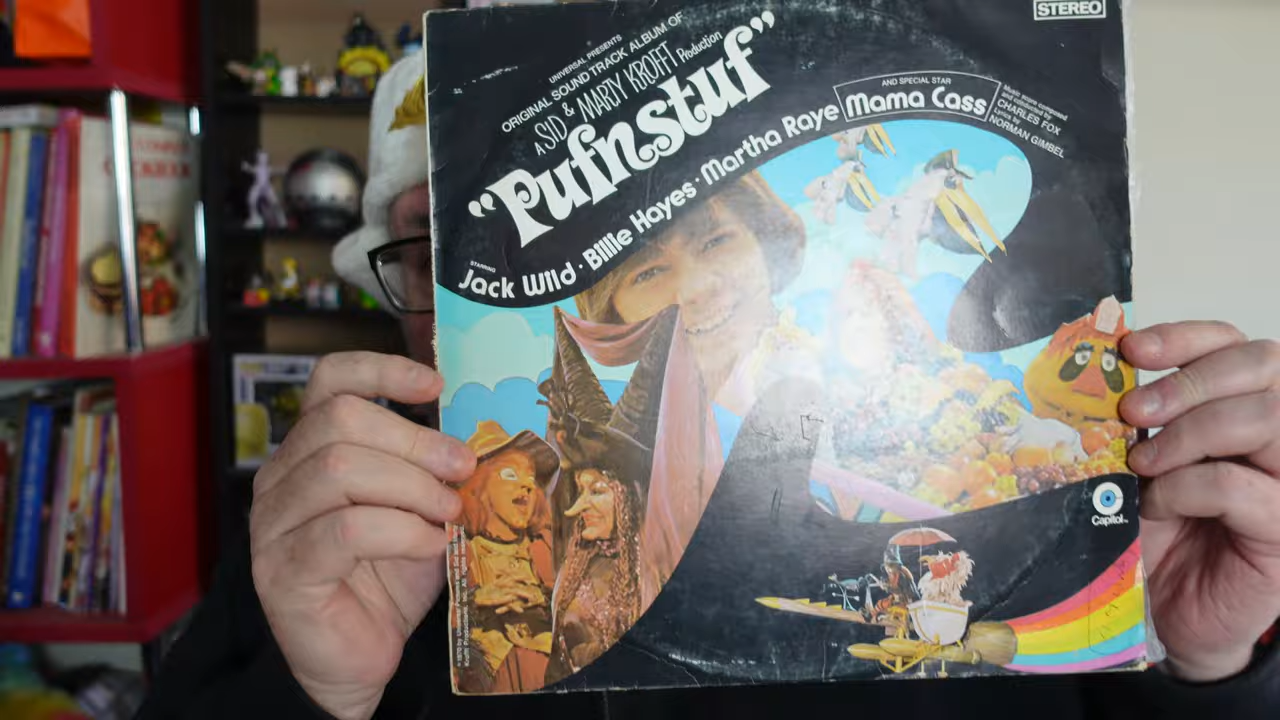 STEREO
UNIVERSAL PRESENTS
ORIGINAL SOUND TRACK ALBUM OF
A SID & MARTY KROFFT Production
"Pufnstuf"
STARRING
Jack Wild · Billie Hayes · Martha Raye
AND SPECIAL STAR
Mama Cass
Music score composed
and conducted by
CHARLES FOX
Lyrics by
NORMAN GIMBEL
Capitol